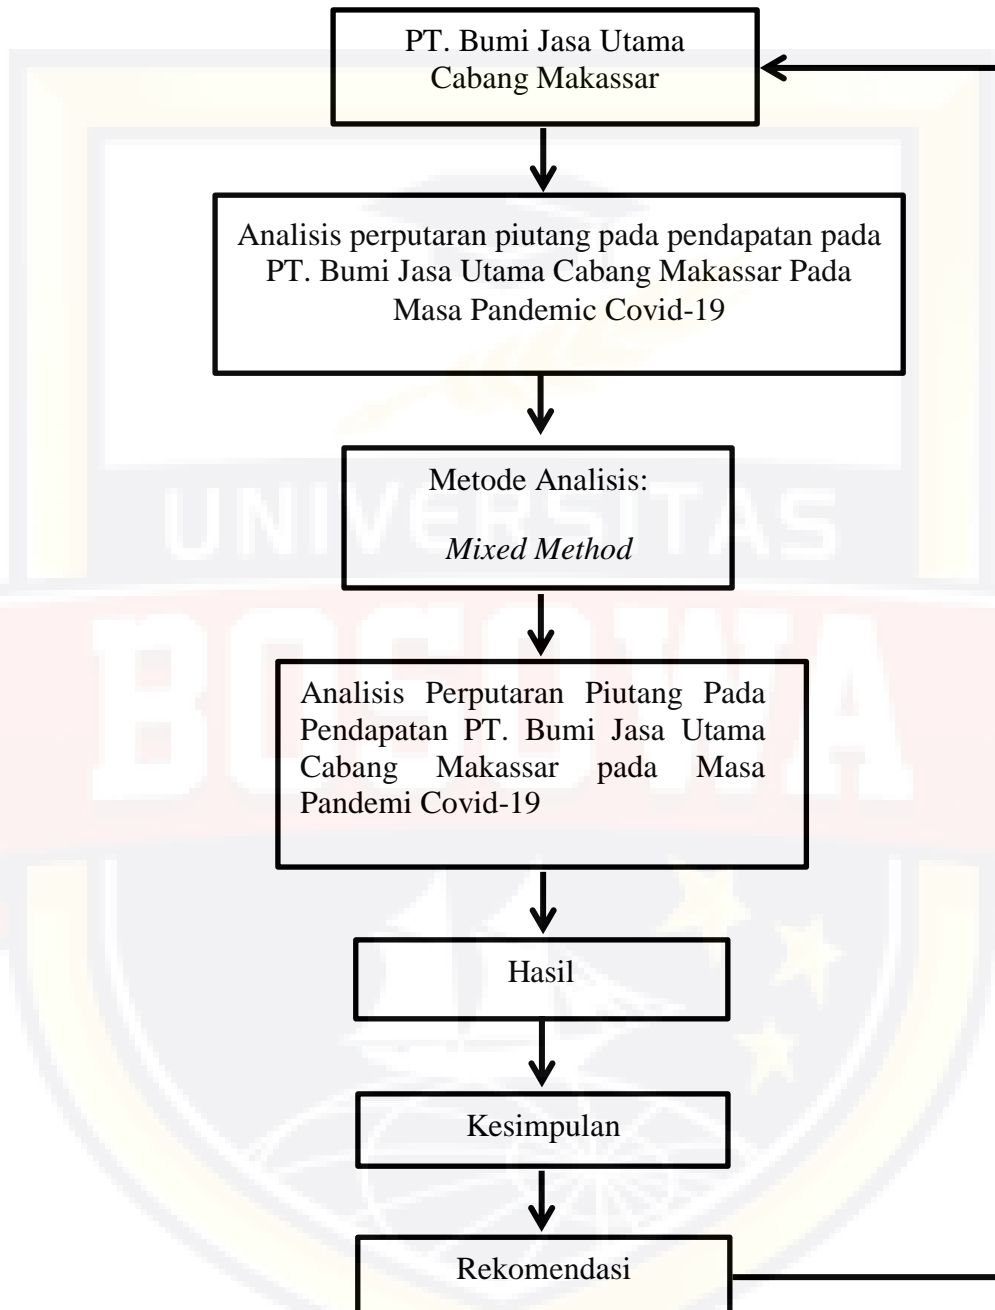 PT. Bumi Jasa Utama
Cabang Makassar
Analisis perputaran piutang pada pendapatan pada
PT. Bumi Jasa Utama Cabang Makassar Pada
Masa Pandemic Covid-19
Metode Analisis:
Mixed Method
UNIVERSITAS
BOSOWA
Analisis Perputaran Piutang Pada
Pendapatan PT. Bumi Jasa Utama
Cabang Makassar pada Masa
Pandemi Covid-19
Hasil
Kesimpulan
Rekomendasi